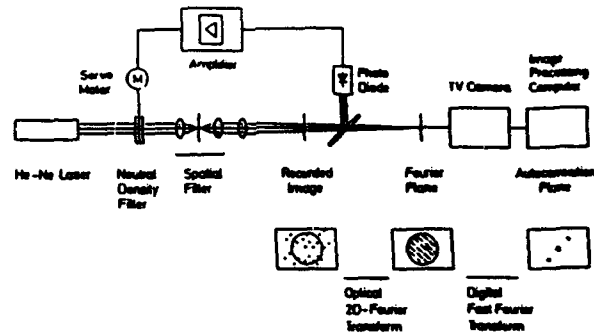 Amplifier
Servo
Motor
M
Photo
Diode
TV Camera
Image
Processing
Computer
He-Ne Laser
Neutral
Density
Filter
Spatial
Filter
Recorded
Image
Fourier
Plane
Autocorrelation
Plane
Optical
2D-Fourier
Transform
Digital
Fast Fourier
Transform